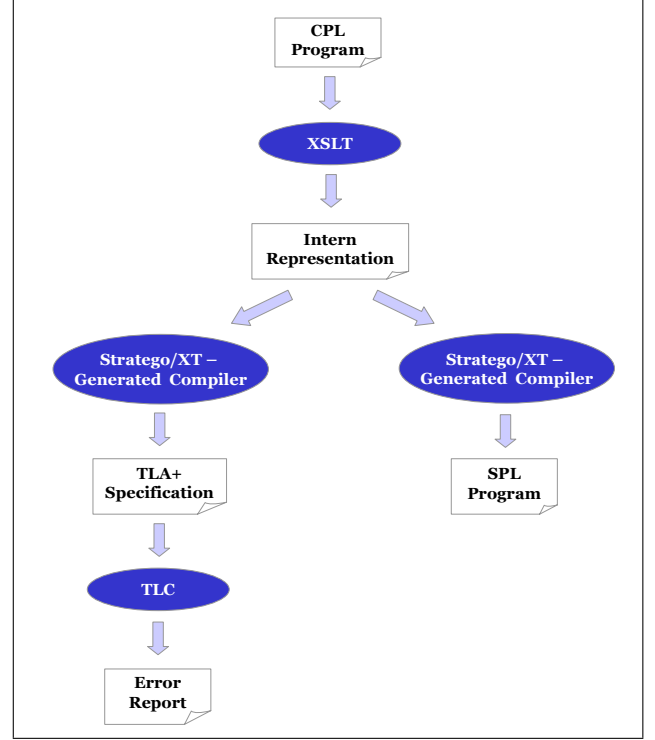 CPL
Program
XSLT
Intern
Representation
Stratego/XT –
Generated Compiler
Stratego/XT –
Generated Compiler
TLA+
Specification
SPL
Program
TLC
Error
Report